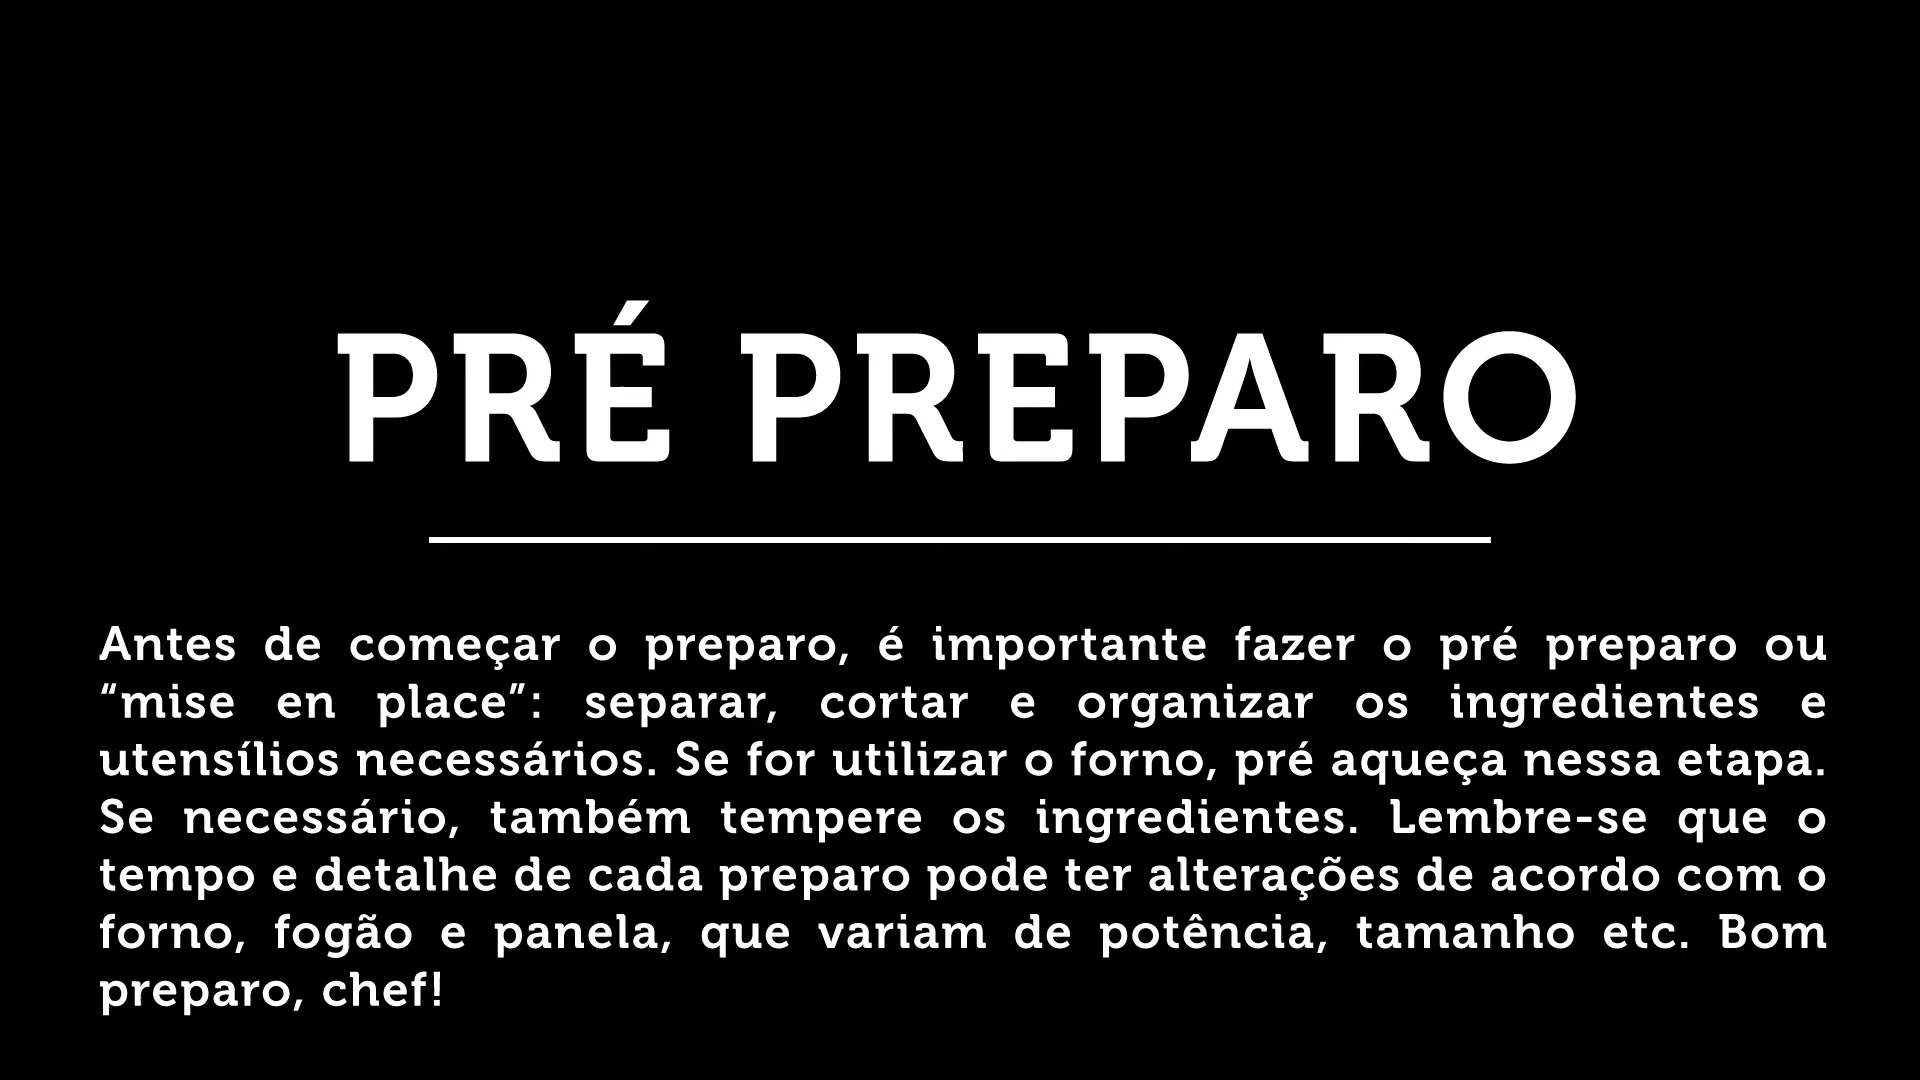 PRÉ PREPARO
Antes de começar o preparo, é importante fazer o pré preparo ou
“mise en place”: separar, cortar e organizar os ingredientes e
utensílios necessários. Se for utilizar o forno, pré aqueça nessa etapa.
Se necessário, também tempere os ingredientes. Lembre-se que o
tempo e detalhe de cada preparo pode ter alterações de acordo com o
forno, fogão e panela, que variam de potência, tamanho etc. Bom
preparo, chef!